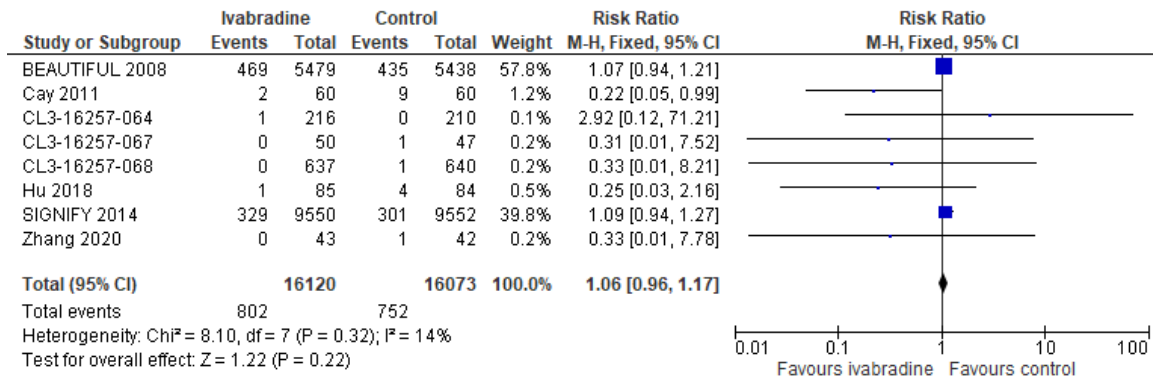 Ivabradine Control Risk Ratio Risk Ratio
Study or Subgroup Events Total Events Total Weight M-H, Fixed, 95% CI M-H, Fixed, 95% CI
BEAUTIFUL 2008 469 5479 435 5438 57.8% 1.07 [0.94, 1.21]
Cay 2011 2 60 9 60 1.2% 0.22 [0.05, 0.99]
CL3-16257-064 1 216 0 210 0.1% 2.92 [0.12, 71.21]
CL3-16257-067 0 50 1 47 0.2% 0.31 [0.01, 7.52]
CL3-16257-068 0 637 1 640 0.2% 0.33 [0.01, 8.21]
Hu 2018 1 85 4 84 0.5% 0.25 [0.03, 2.16]
SIGNIFY 2014 329 9550 301 9552 39.8% 1.09 [0.94, 1.27]
Zhang 2020 0 43 1 42 0.2% 0.33 [0.01, 7.78]
Total (95% CI) 16120 16073 100.0% 1.06 [0.96, 1.17]
Total events 802 752
Heterogeneity: Chi² = 8.10, df = 7 (P = 0.32); I² = 14%
Test for overall effect: Z = 1.22 (P = 0.22)
0.01 0.1 1 10 100
Favours ivabradine Favours control